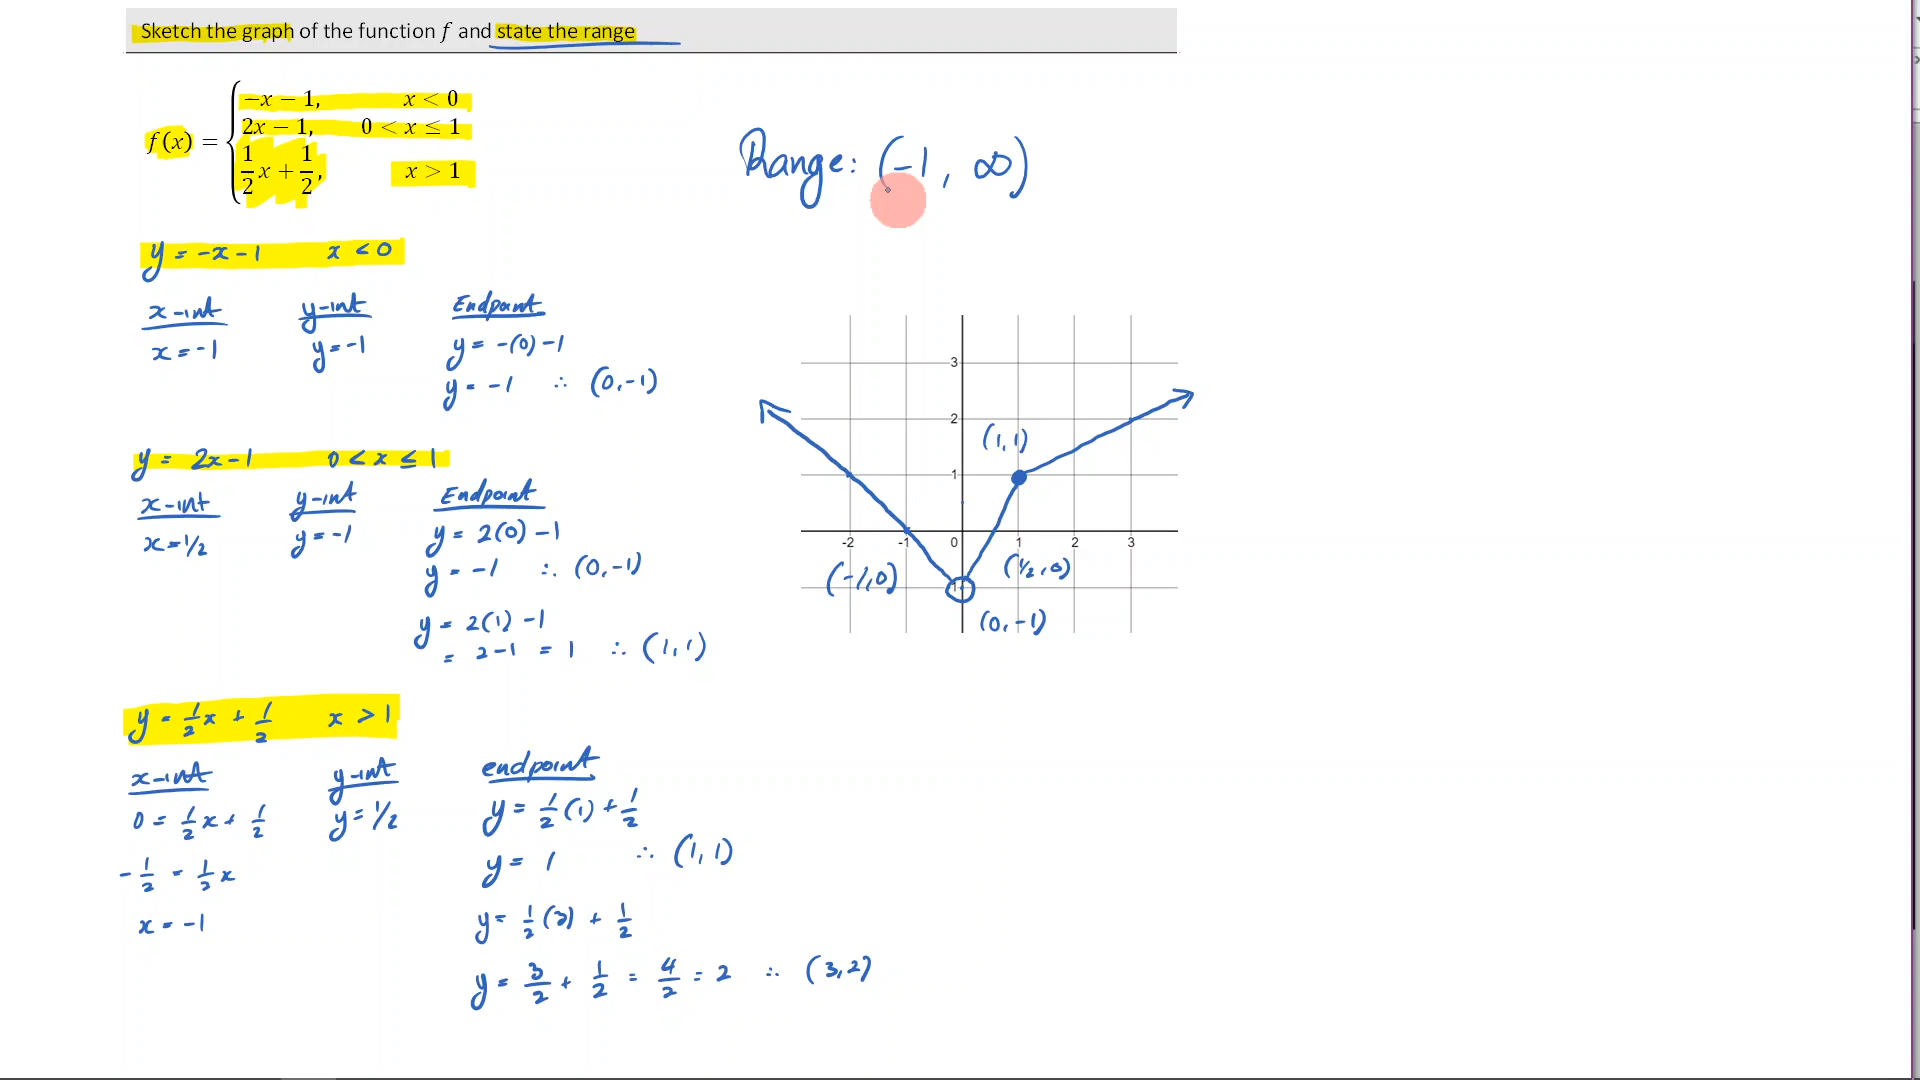 Sketch the graph of the function f and state the range
f(x) = { −x − 1, x < 0
2x − 1, 0 < x ≤ 1
1/2 x + 1/2, x > 1
Range: (-1, ∞)
y = -x - 1 x < 0
x-int y-int Endpoint
x = -1 y = -1 y = -(0) - 1
y = -1 ∴ (0, -1)
y = 2x - 1 0 < x ≤ 1
x-int y-int Endpoint
x = 1/2 y = -1 y = 2(0) - 1
y = -1 ∴ (0, -1)
y = 2(1) - 1
= 2 - 1 = 1 ∴ (1, 1)
y = 1/2 x + 1/2 x > 1
x-int y-int endpoint
0 = 1/2 x + 1/2 y = 1/2 y = 1/2 (1) + 1/2
-1/2 = 1/2 x y = 1 ∴ (1, 1)
x = -1 y = 1/2 (3) + 1/2
y = 3/2 + 1/2 = 4/2 = 2 ∴ (3, 2)
3
2
(1, 1)
1
-2 -1 0 1 2 3
(-1, 0) (1/2, 0)
(0, -1)